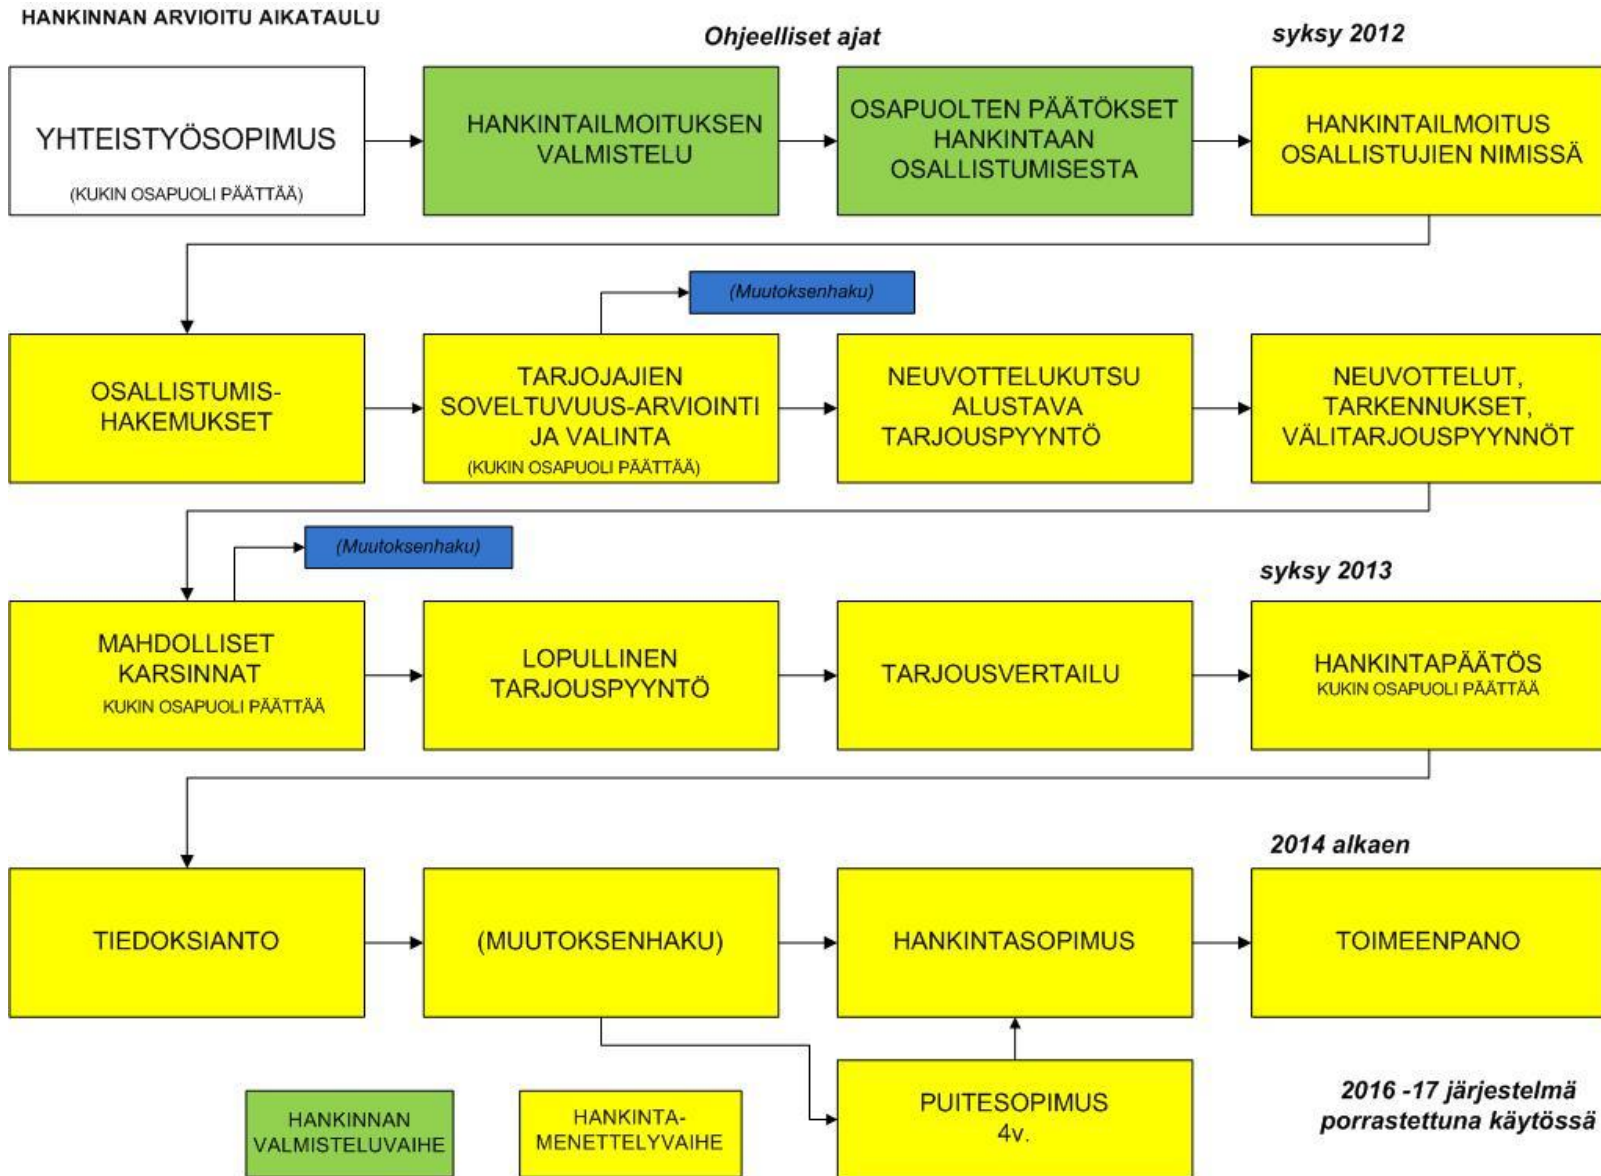 HANKINNAN ARVIOITU AIKATAULU
Ohjeelliset ajat
syksy 2012
YHTEISTYÖSOPIMUS
(KUKIN OSAPUOLI PÄÄTTÄÄ)
HANKINTAILMOITUKSEN
VALMISTELU
OSAPUOLTEN PÄÄTÖKSET
HANKINTAAN
OSALLISTUMISESTA
HANKINTAILMOITUS
OSALLISTUJIEN NIMISSÄ
(Muutoksenhaku)
OSALLISTUMIS-
HAKEMUKSET
TARJOJAJIEN
SOVELTUVUUS-ARVIOINTI
JA VALINTA
(KUKIN OSAPUOLI PÄÄTTÄÄ)
NEUVOTTELUKUTSU
ALUSTAVA
TARJOUSPYYNTÖ
NEUVOTTELUT,
TARKENNUKSET,
VÄLITARJOUSPYYNNÖT
(Muutoksenhaku)
syksy 2013
MAHDOLLISET
KARSINNAT
KUKIN OSAPUOLI PÄÄTTÄÄ
LOPULLINEN
TARJOUSPYYNTÖ
TARJOUSVERTAILU
HANKINTAPÄÄTÖS
KUKIN OSAPUOLI PÄÄTTÄÄ
2014 alkaen
TIEDOKSIANTO
(MUUTOKSENHAKU)
HANKINTASOPIMUS
TOIMEENPANO
HANKINNAN
VALMISTELUVAIHE
HANKINTA-
MENETTELYVAIHE
PUITESOPIMUS
4v.
2016 -17 järjestelmä
porrastettuna käytössä